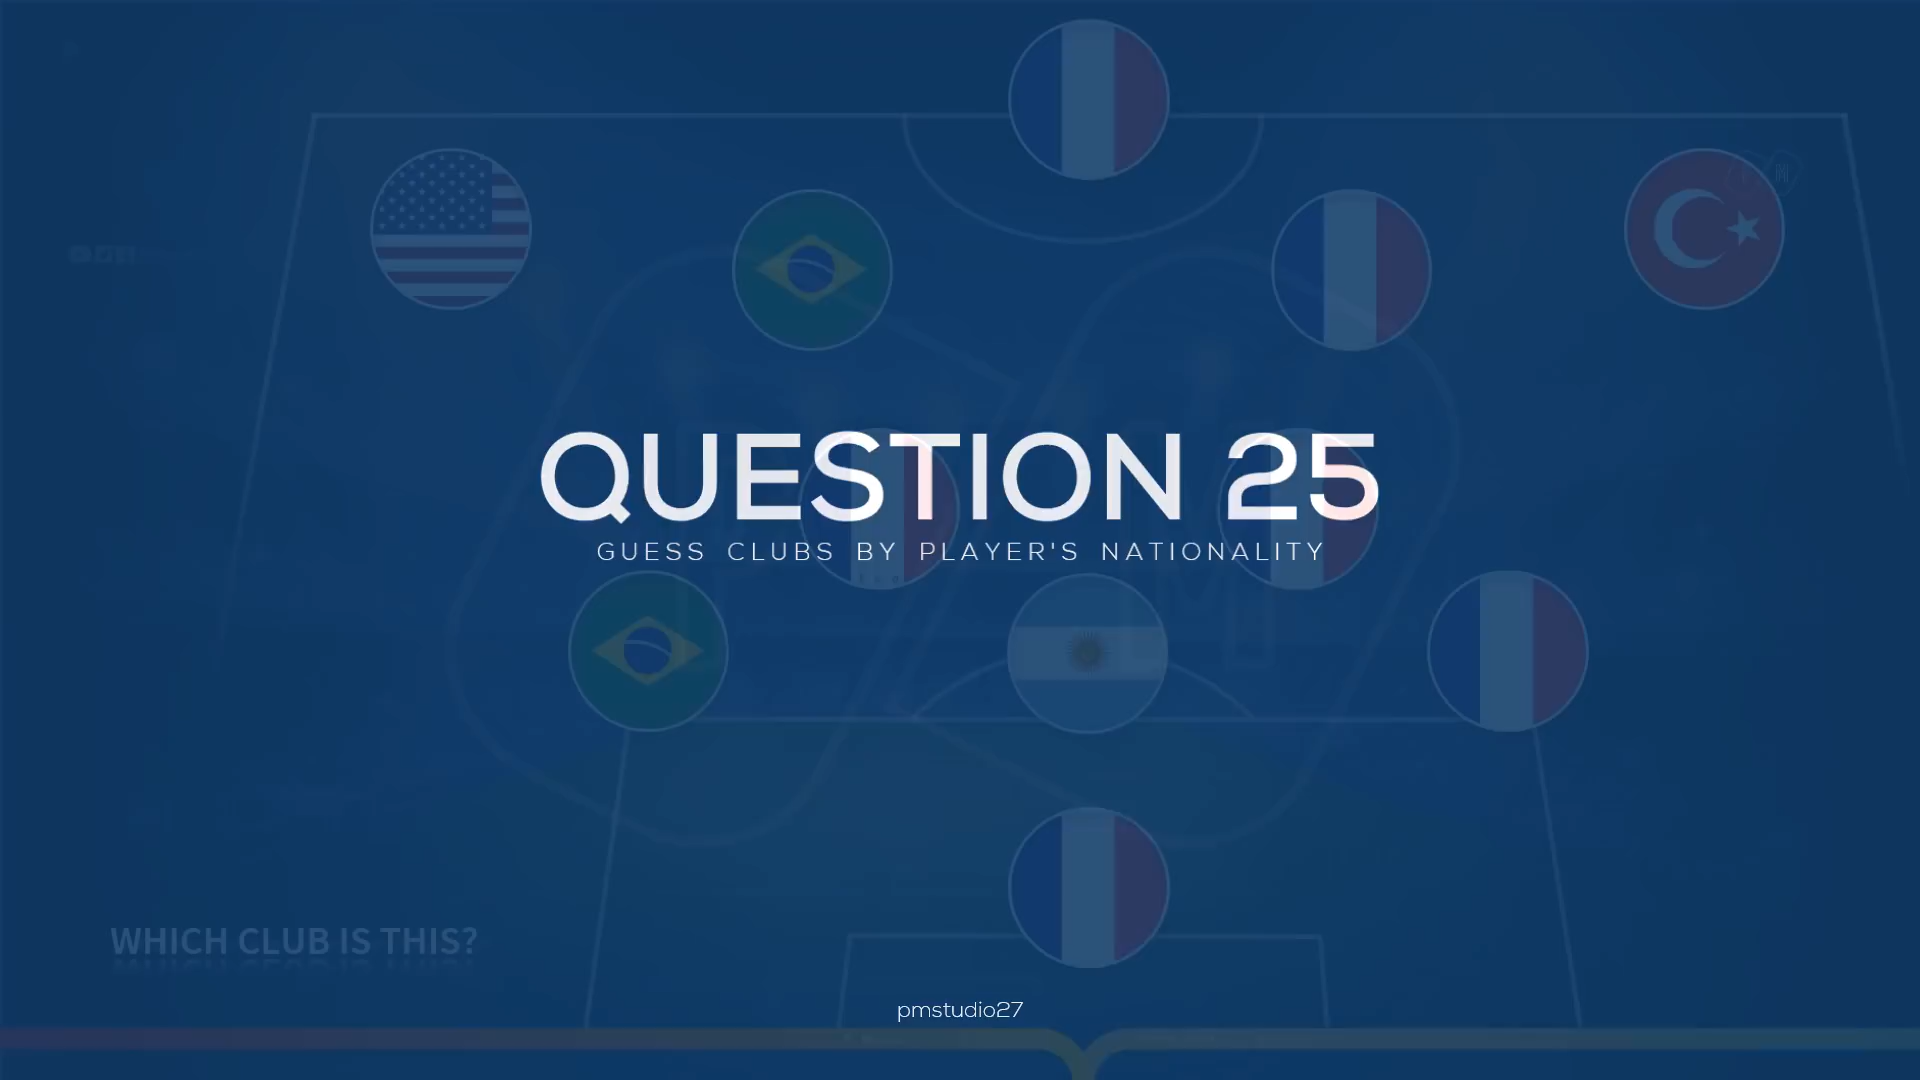 QUESTION 25
GUESS CLUBS BY PLAYER'S NATIONALITY
WHICH CLUB IS THIS?
pmstudio27